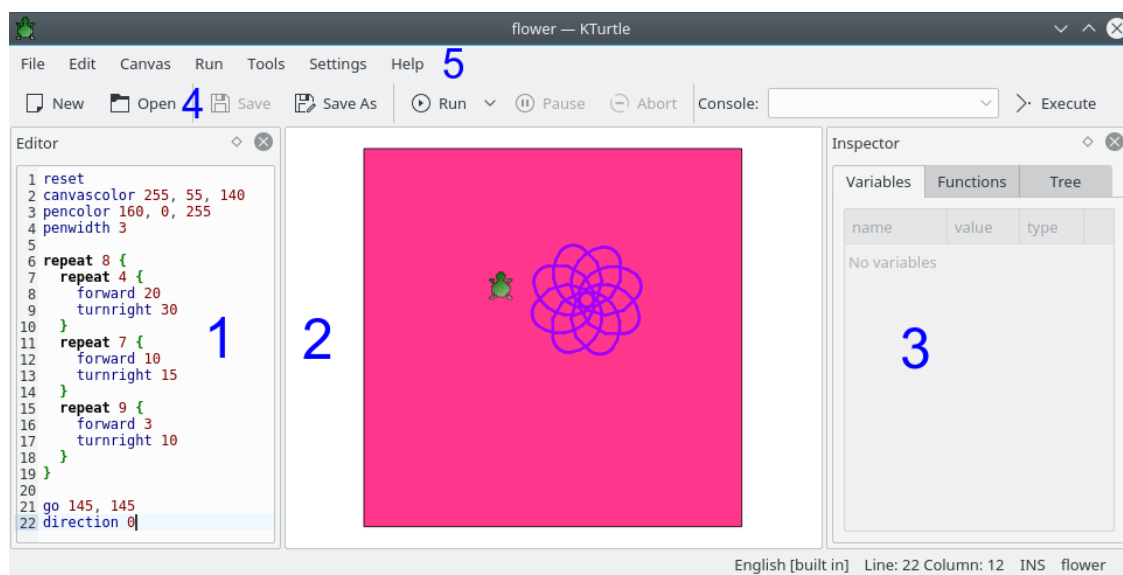 flower — KTurtle
File Edit Canvas Run Tools Settings Help 5
New Open 4 Save Save As Run Pause Abort Console: Execute
Editor
1 reset
2 canvascolor 255, 55, 140
3 pencolor 160, 0, 255
4 penwidth 3
5
6 repeat 8 {
7 repeat 4 {
8 forward 20
9 turnright 30
10 }
11 repeat 7 {
12 forward 10
13 turnright 15
14 }
15 repeat 9 {
16 forward 3
17 turnright 10
18 }
19 }
20
21 go 145, 145
22 direction 0
1
2
Inspector
Variables Functions Tree
name value type
No variables
3
English [built in] Line: 22 Column: 12 INS flower